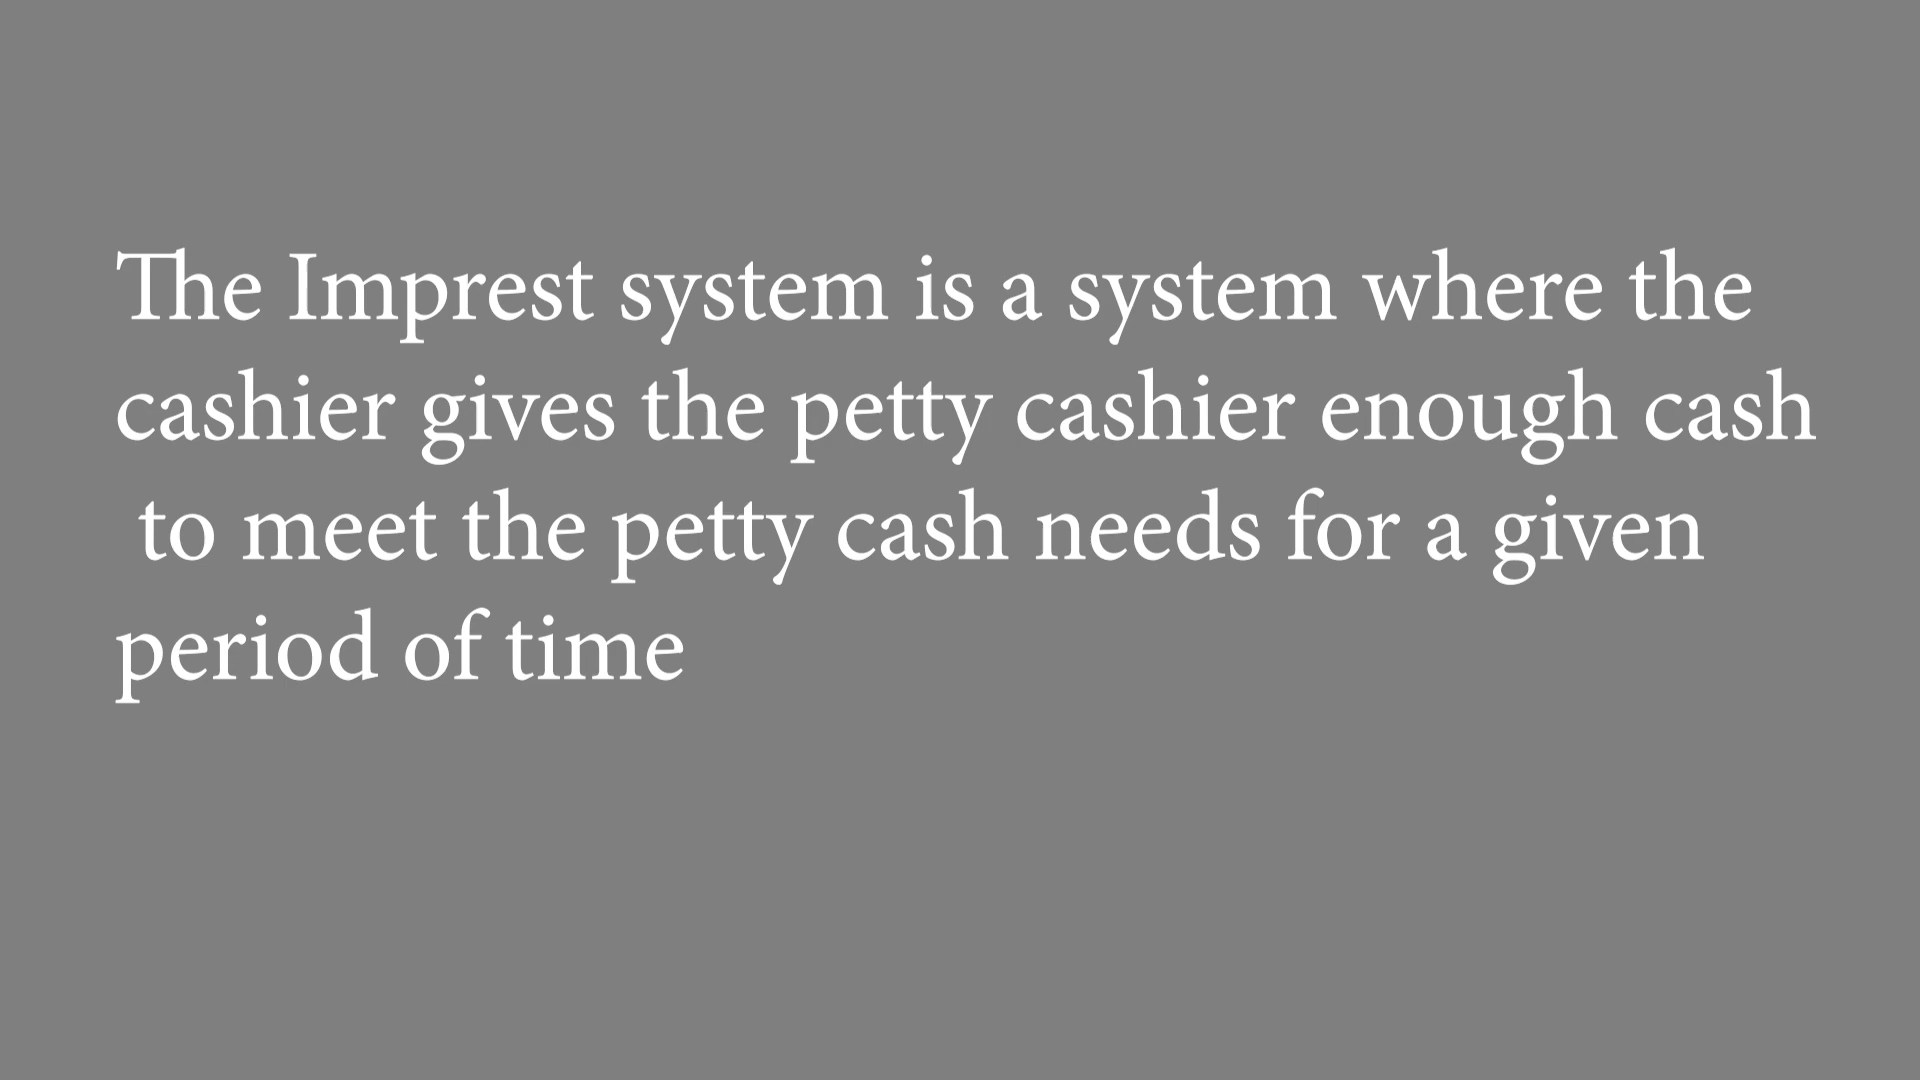 The Imprest system is a system where the
cashier gives the petty cashier enough cash
to meet the petty cash needs for a given
period of time